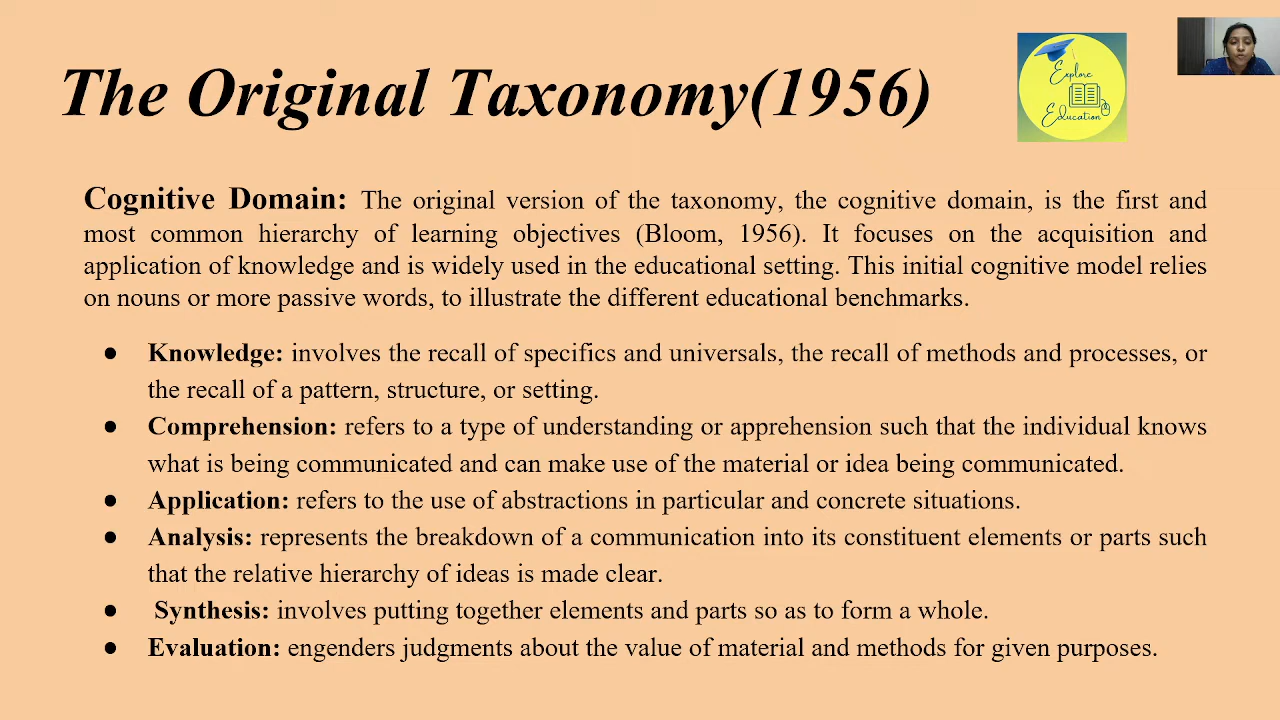 The Original Taxonomy(1956)
Explore
Education
Cognitive Domain: The original version of the taxonomy, the cognitive domain, is the first and
most common hierarchy of learning objectives (Bloom, 1956). It focuses on the acquisition and
application of knowledge and is widely used in the educational setting. This initial cognitive model relies
on nouns or more passive words, to illustrate the different educational benchmarks.
● Knowledge: involves the recall of specifics and universals, the recall of methods and processes, or
the recall of a pattern, structure, or setting.
● Comprehension: refers to a type of understanding or apprehension such that the individual knows
what is being communicated and can make use of the material or idea being communicated.
● Application: refers to the use of abstractions in particular and concrete situations.
● Analysis: represents the breakdown of a communication into its constituent elements or parts such
that the relative hierarchy of ideas is made clear.
● Synthesis: involves putting together elements and parts so as to form a whole.
● Evaluation: engenders judgments about the value of material and methods for given purposes.